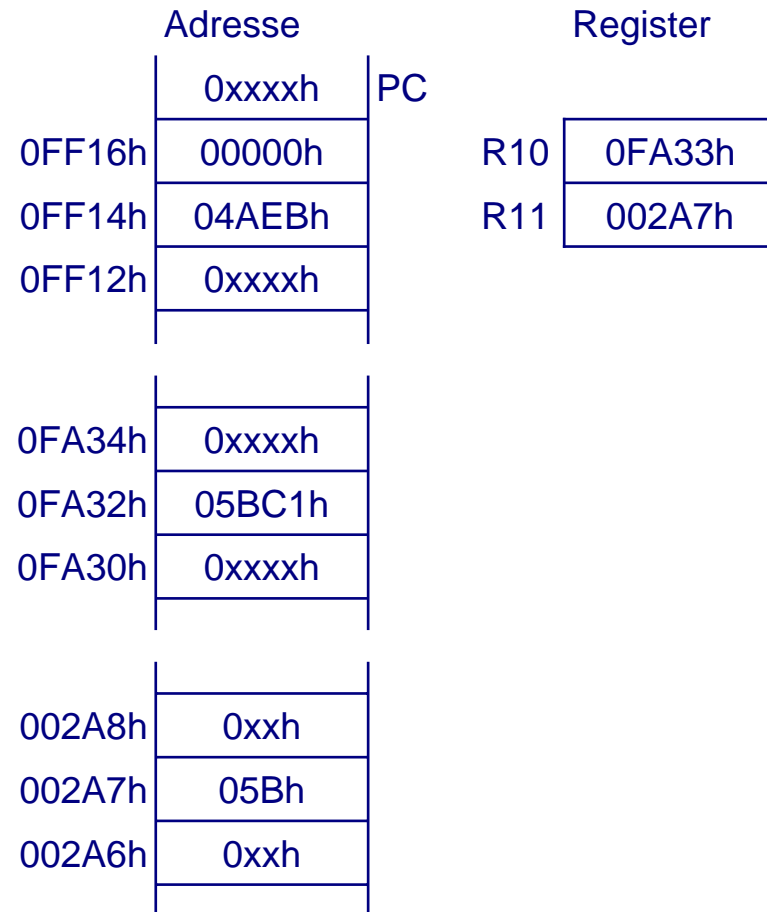 Adresse Register
0xxxxh PC
0FF16h 00000h R10 0FA33h
0FF14h 04AEBh R11 002A7h
0FF12h 0xxxxh
0FA34h 0xxxxh
0FA32h 05BC1h
0FA30h 0xxxxh
002A8h 0xxh
002A7h 05Bh
002A6h 0xxh